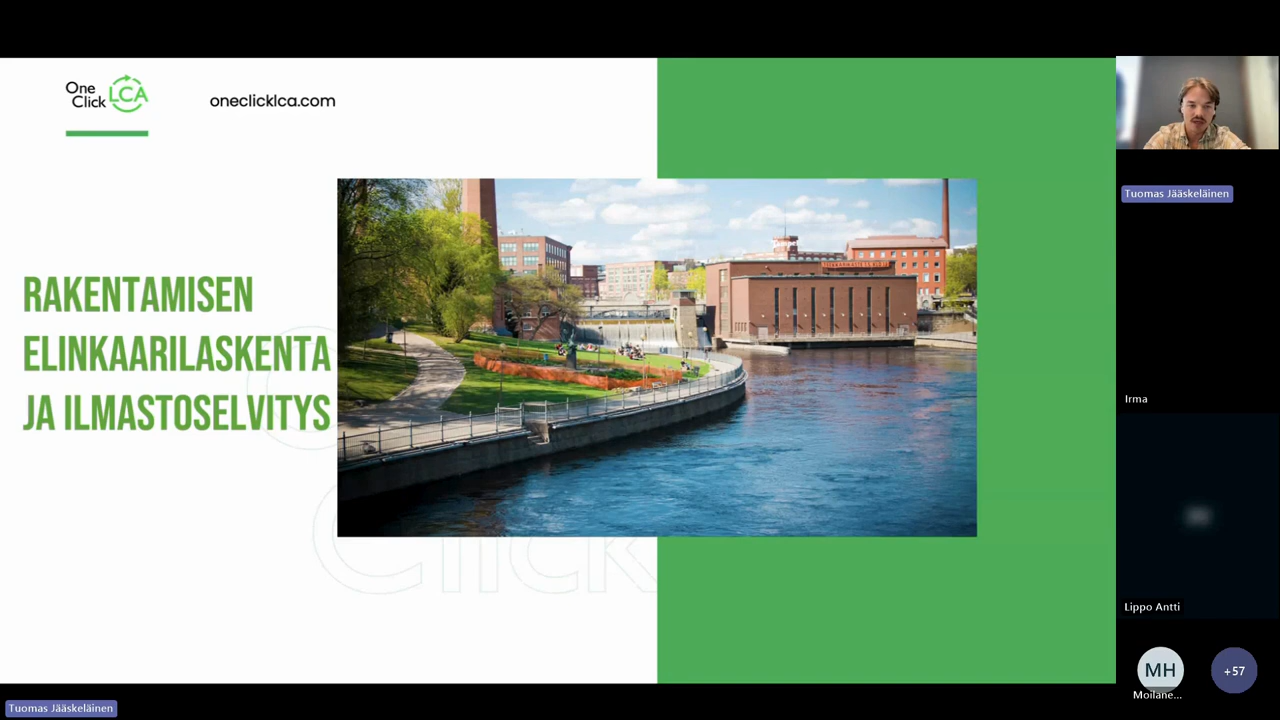 One
Click LCA
oneclicklca.com
RAKENTAMISEN
ELINKAARILASKENTA
JA ILMASTOSELVITYS
Click
Tuomas Jääskeläinen
Irma
Lippo Antti
MH
+57
Moilane...
Tuomas Jääskeläinen